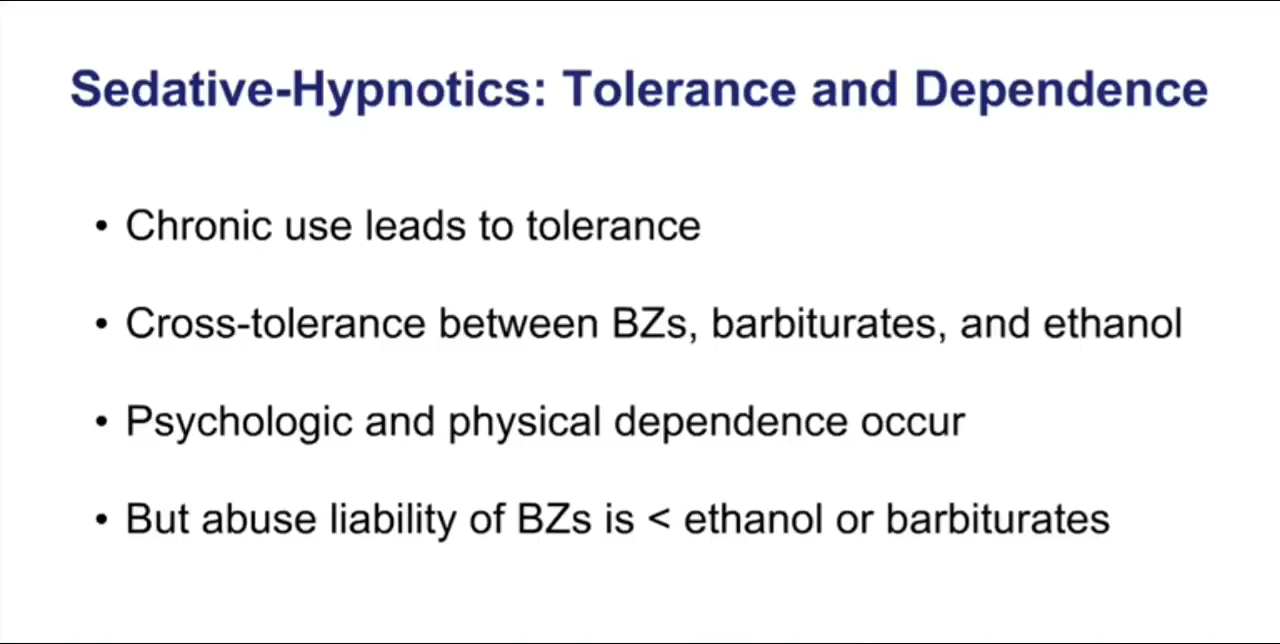 Sedative-Hypnotics: Tolerance and Dependence
• Chronic use leads to tolerance
• Cross-tolerance between BZs, barbiturates, and ethanol
• Psychologic and physical dependence occur
• But abuse liability of BZs is < ethanol or barbiturates